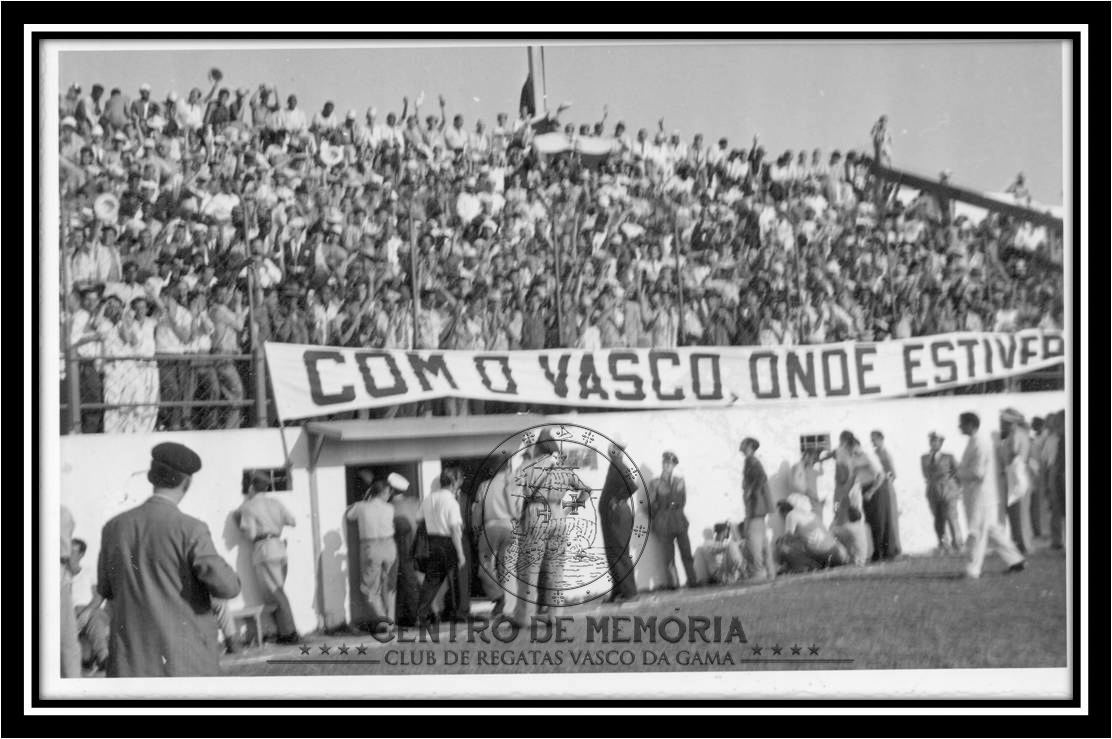 COM O VASCO ONDE ESTIVER
CENTRO DE MEMÓRIA
CLUB DE REGATAS VASCO DA GAMA